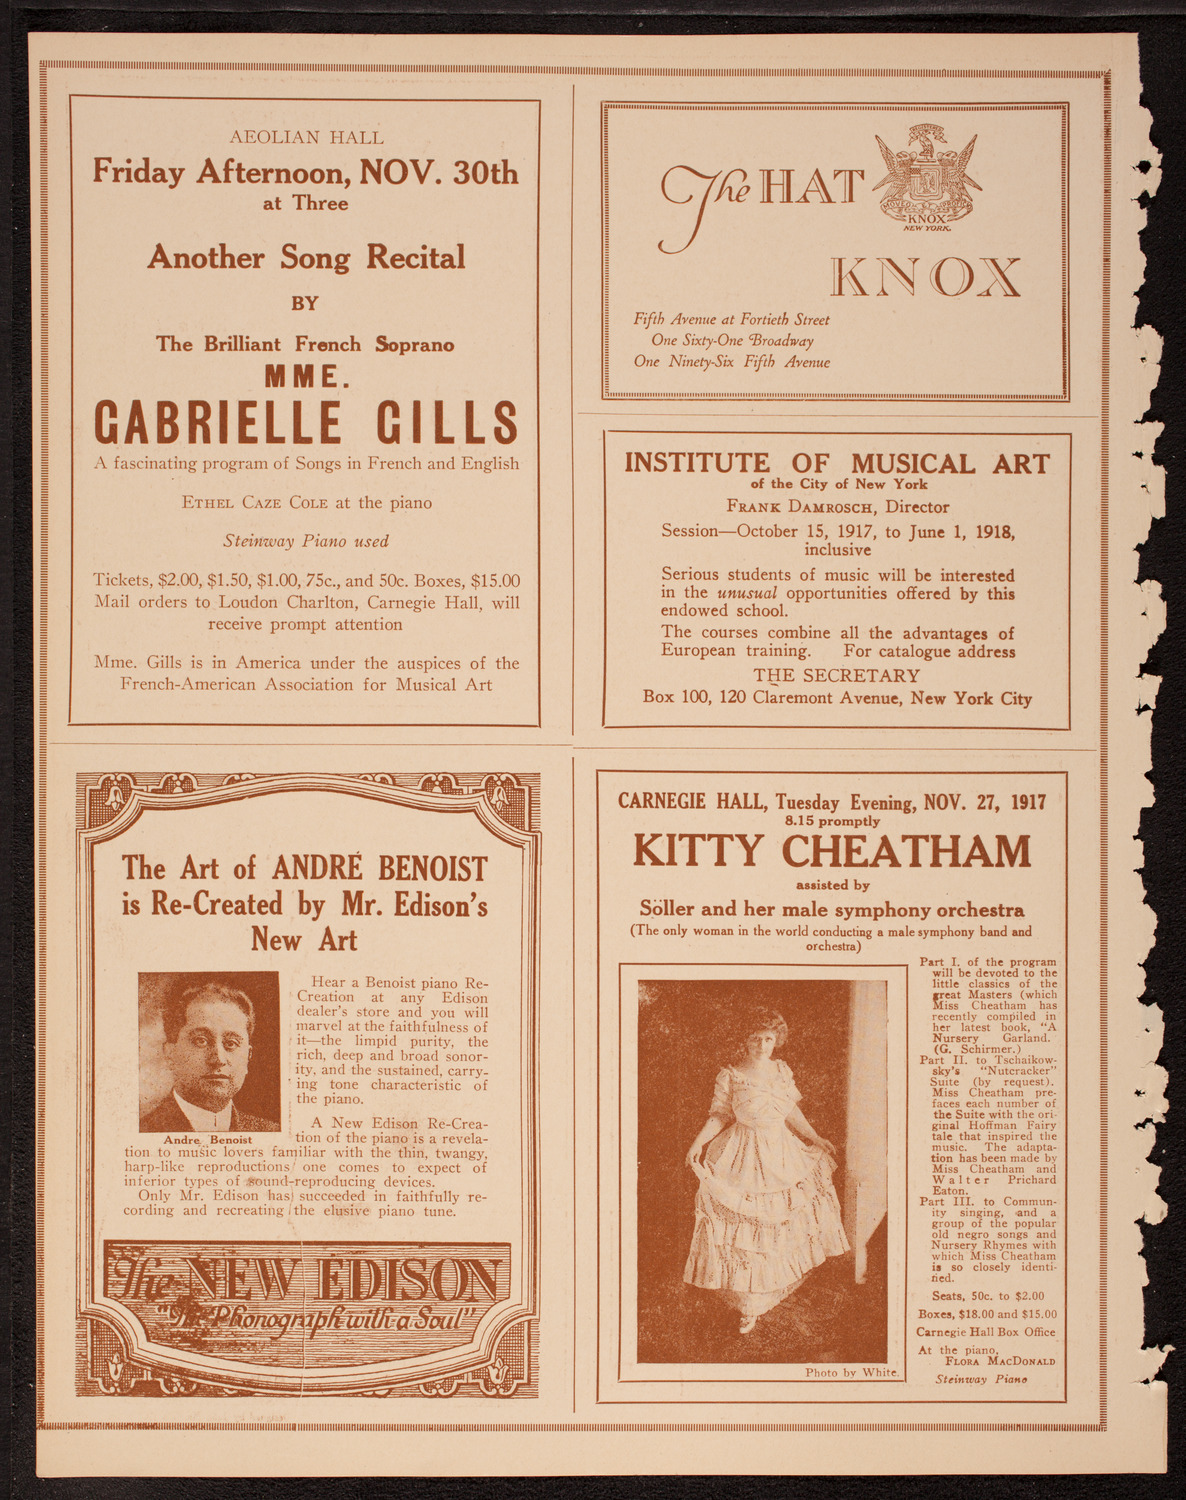 AEOLIAN HALL
Friday Afternoon, NOV. 30th
at Three
Another Song Recital
BY
The Brilliant French Soprano
MME.
GABRIELLE GILLS
A fascinating program of Songs in French and English
ETHEL CAZE COLE at the piano
Steinway Piano used
Tickets, $2.00, $1.50, $1.00, 75c., and 50c. Boxes, $15.00
Mail orders to Loudon Charlton, Carnegie Hall, will
receive prompt attention
Mme. Gills is in America under the auspices of the
French-American Association for Musical Art
The HAT
KNOX
NEW YORK.
KNOX
Fifth Avenue at Fortieth Street
One Sixty-One Broadway
One Ninety-Six Fifth Avenue
INSTITUTE OF MUSICAL ART
of the City of New York
FRANK DAMROSCH, Director
Session—October 15, 1917, to June 1, 1918,
inclusive
Serious students of music will be interested
in the unusual opportunities offered by this
endowed school.
The courses combine all the advantages of
European training. For catalogue address
THE SECRETARY
Box 100, 120 Claremont Avenue, New York City
The Art of ANDRÉ BENOIST
is Re-Created by Mr. Edison's
New Art
Hear a Benoist piano Re-
Creation at any Edison
dealer's store and you will
marvel at the faithfulness of
it—the limpid purity, the
rich, deep and broad sonor-
ity, and the sustained, carry-
ing tone characteristic of
the piano.
Andre Benoist
A New Edison Re-Crea-
tion of the piano is a revela-
tion to music lovers familiar with the thin, twangy,
harp-like reproductions one comes to expect of
inferior types of sound-reproducing devices.
Only Mr. Edison has succeeded in faithfully re-
cording and recreating the elusive piano tune.
The NEW EDISON
"The Phonograph with a Soul"
CARNEGIE HALL, Tuesday Evening, NOV. 27, 1917
8.15 promptly
KITTY CHEATHAM
assisted by
Söller and her male symphony orchestra
(The only woman in the world conducting a male symphony band and
orchestra)
Part I. of the program
will be devoted to the
little classics of the
great Masters (which
Miss Cheatham has
recently compiled in
her latest book, "A
Nursery Garland.
(G. Schirmer.)
Part II. to Tschaikow-
sky's "Nutcracker"
Suite (by request).
Miss Cheatham pre-
faces each number of
the Suite with the ori-
ginal Hoffman Fairy
tale that inspired the
music. The adapta-
tion has been made by
Miss Cheatham and
Walter Prichard
Eaton.
Part III. to Commun-
ity singing, and a
group of the popular
old negro songs and
Nursery Rhymes with
which Miss Cheatham
is so closely identi-
fied.
Seats, 50c. to $2.00
Boxes, $18.00 and $15.00
Carnegie Hall Box Office
At the piano,
FLORA MACDONALD
Steinway Piano
Photo by White.